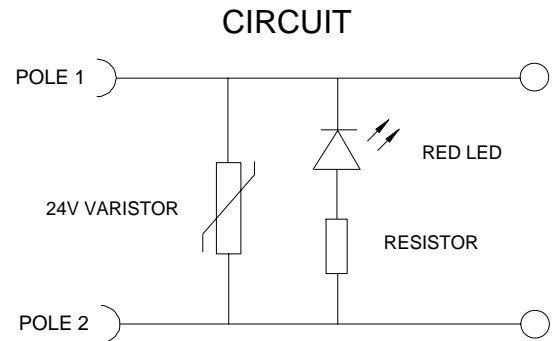 CIRCUIT
POLE 1
RED LED
24V VARISTOR
RESISTOR
POLE 2